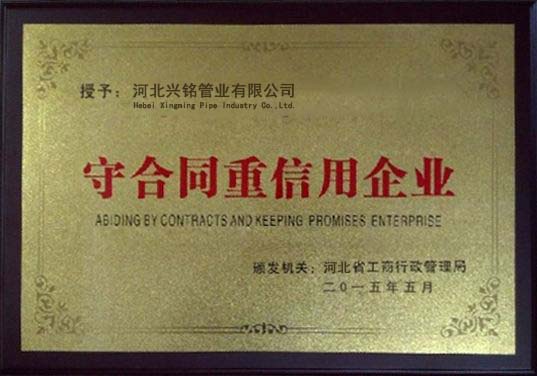 授予：河北兴铭管业有限公司
Hebei Xingming Pipe Industry Co.,Ltd.
守合同重信用企业
ABIDING BY CONTRACTS AND KEEPING PROMISES ENTERPRISE
颁发机关：河北省工商行政管理局
二〇一五年五月